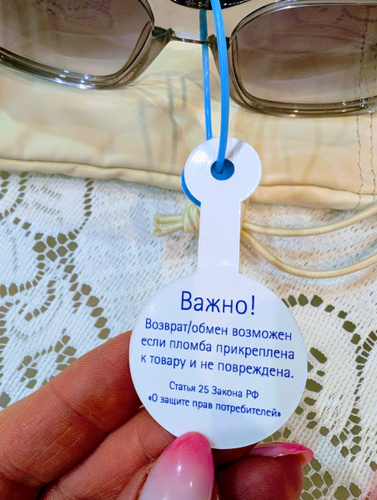 Важно!
Возврат/обмен возможен
если пломба прикреплена
к товару и не повреждена.
Статья 25 Закона РФ
«О защите прав потребителей»